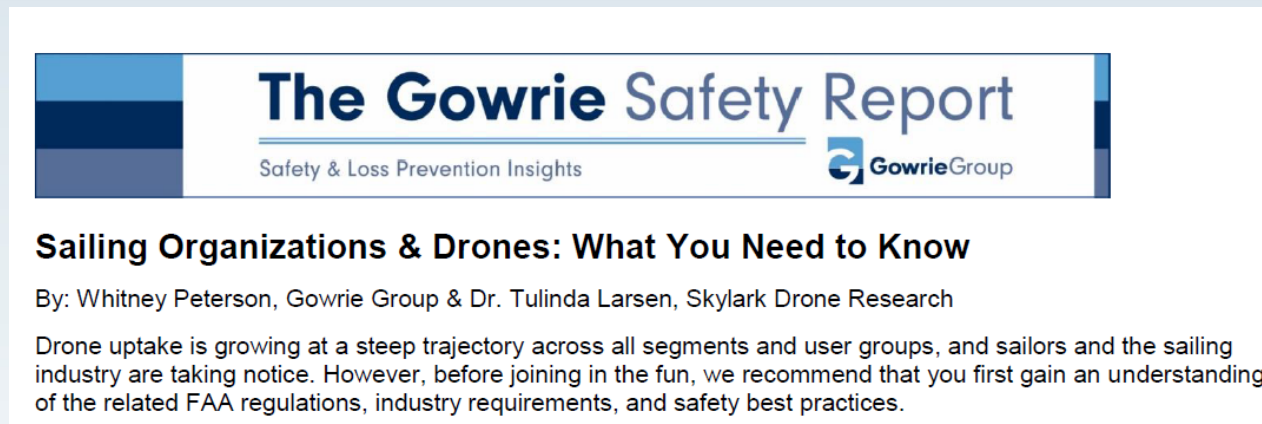 The Gowrie Safety Report
Safety & Loss Prevention Insights
GowrieGroup
Sailing Organizations & Drones: What You Need to Know
By: Whitney Peterson, Gowrie Group & Dr. Tulinda Larsen, Skylark Drone Research
Drone uptake is growing at a steep trajectory across all segments and user groups, and sailors and the sailing
industry are taking notice. However, before joining in the fun, we recommend that you first gain an understanding
of the related FAA regulations, industry requirements, and safety best practices.